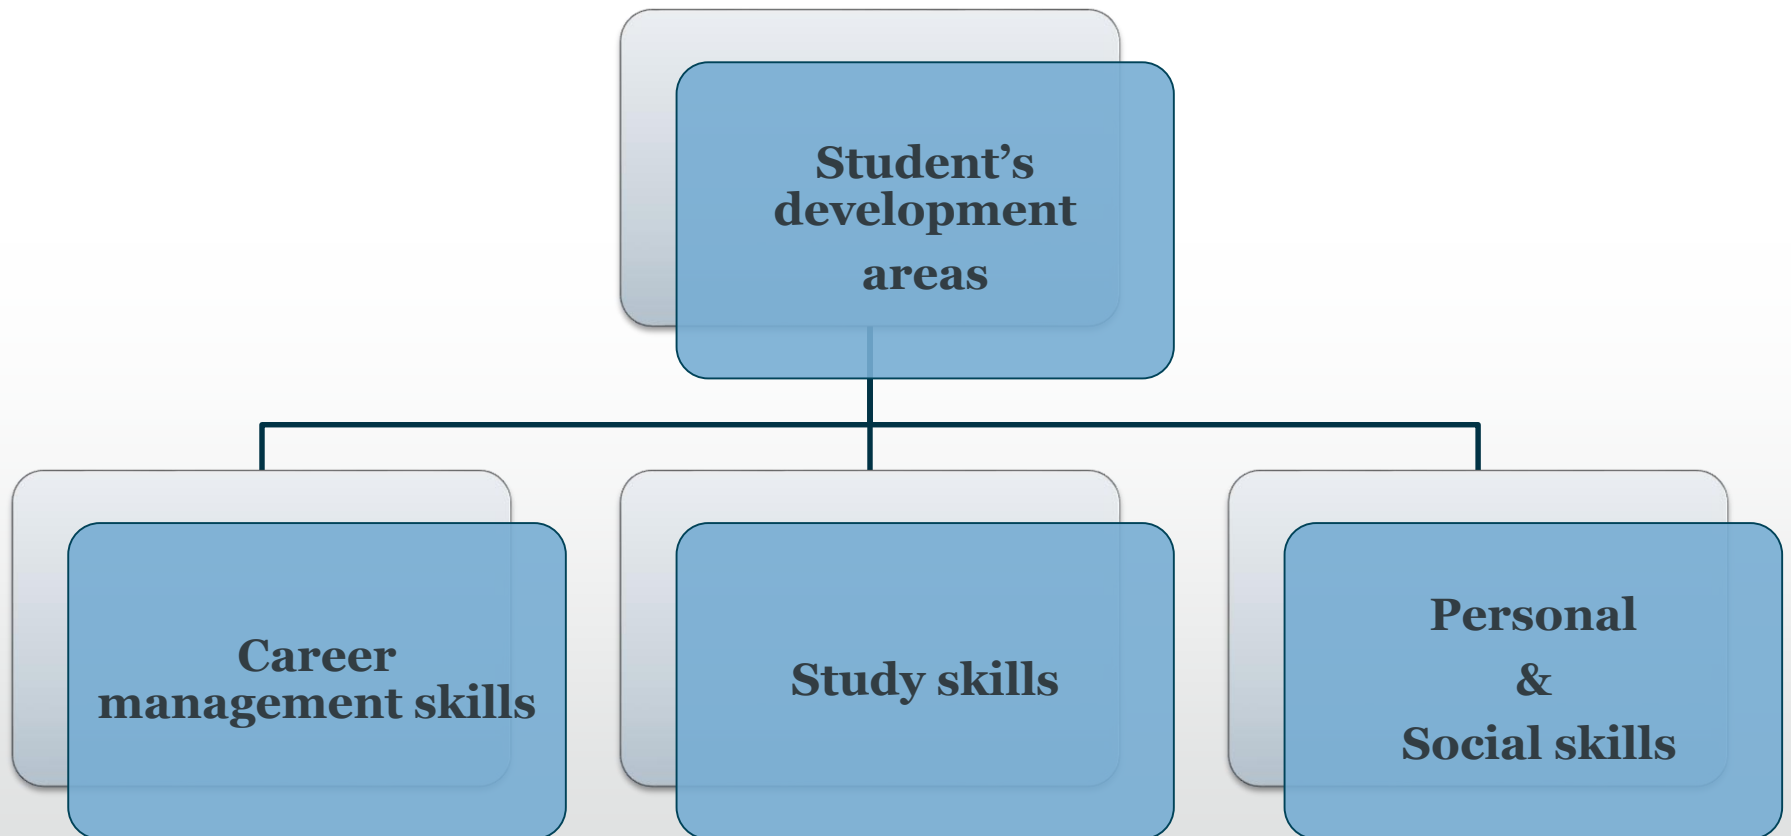 Student’s
development
areas
Career
management skills
Study skills
Personal
&
Social skills